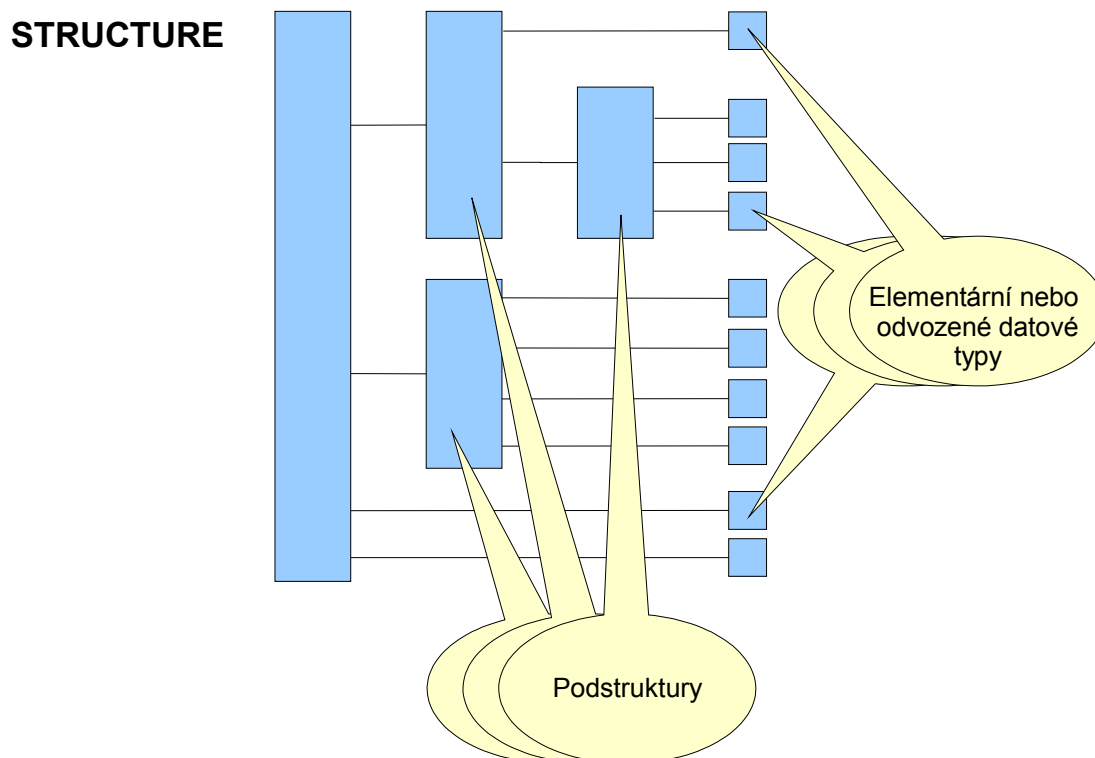 STRUCTURE
Elementární nebo
odvozené datové
typy
Podstruktury